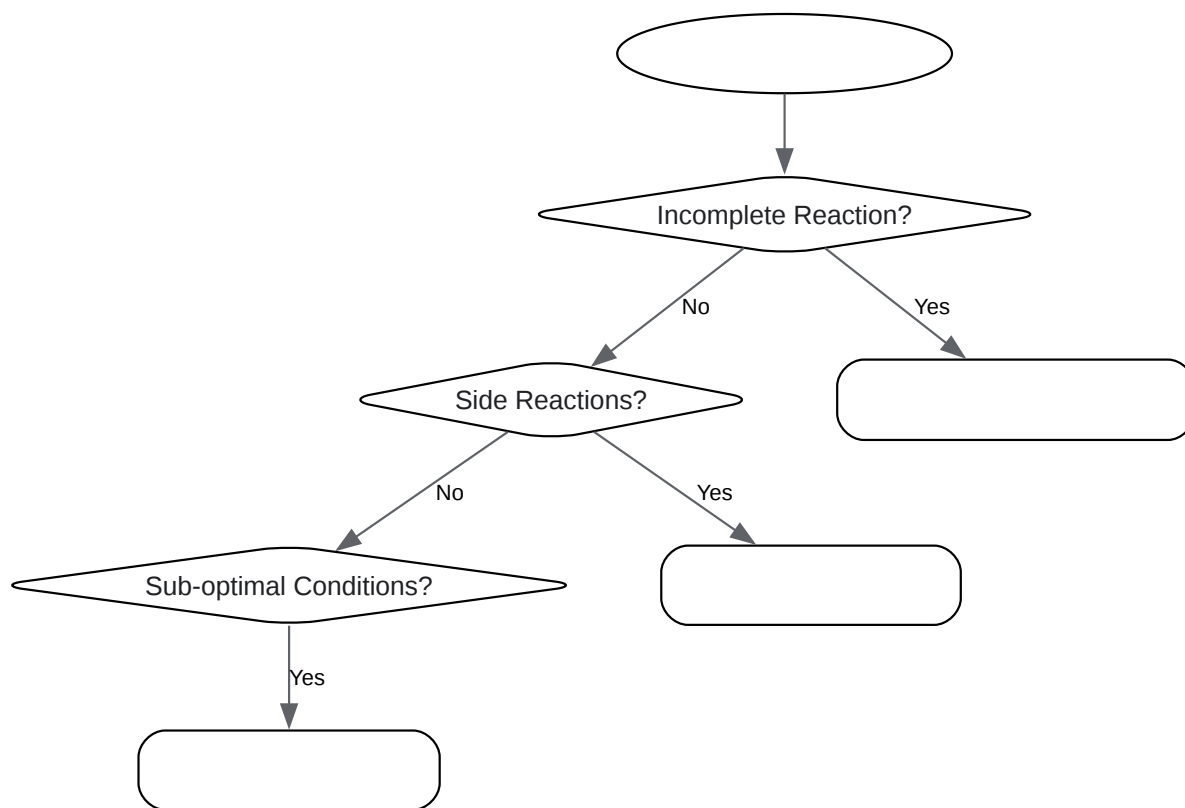 Incomplete Reaction?
No
Yes
Side Reactions?
No
Yes
Sub-optimal Conditions?
Yes